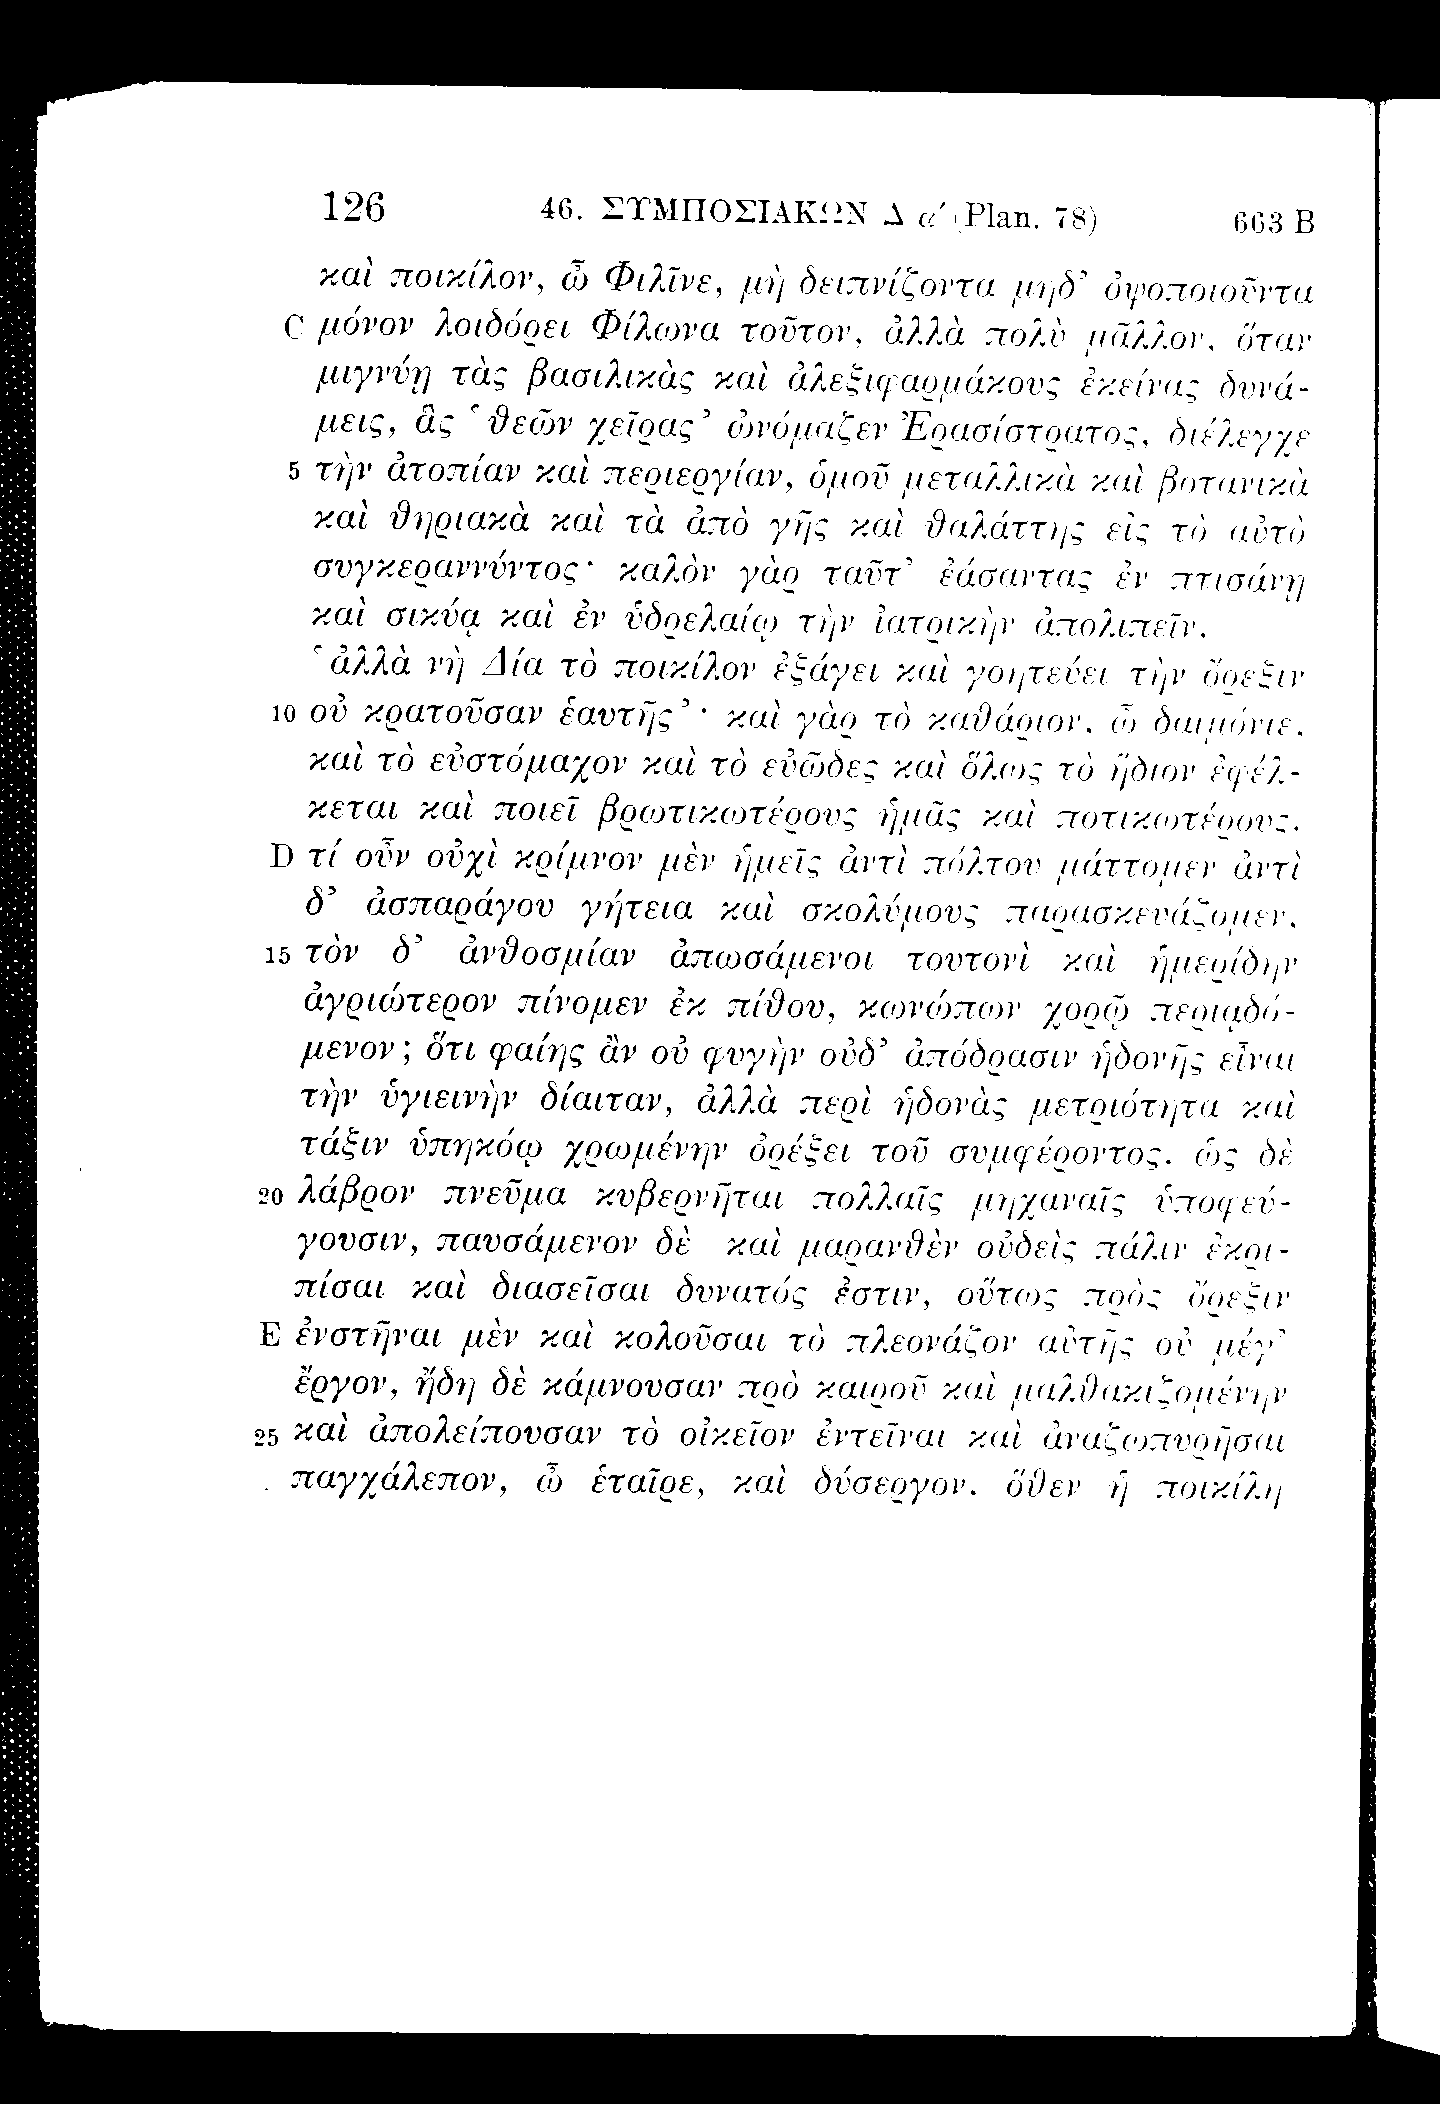 126 46. ΣΥΜΠΟΣΙΑΚΩΝ Δ α' (Plan. 78) 663 B
καὶ ποικίλον, ὦ Φιλῖνε, μὴ δειπνίζοντα μηδ’ ὀψοποιοῦντα
C μόνον λοιδόρει Φίλωνα τοῦτον, ἀλλὰ πολὺ μᾶλλον, ὅταν
μιγνύῃ τὰς βασιλικὰς καὶ ἀλεξιφαρμάκους ἐκείνας δυνά-
μεις, ἃς ‘θεῶν χεῖρας’ ὠνόμαζεν Ἐρασίστρατος, διέλεγχε
5 τὴν ἀτοπίαν καὶ περιεργίαν, ὁμοῦ μεταλλικὰ καὶ βοτανικὰ
καὶ θηριακὰ καὶ τὰ ἀπὸ γῆς καὶ θαλάττης εἰς τὸ αὐτὸ
συγκεραννύντος· καλὸν γὰρ ταῦτ’ ἐάσαντας ἐν πτισάνῃ
καὶ σικύᾳ καὶ ἐν ὑδρελαίῳ τὴν ἰατρικὴν ἀπολιπεῖν.
‘ἀλλὰ νὴ Δία τὸ ποικίλον ἐξάγει καὶ γοητεύει τὴν ὄρεξιν
10 οὐ κρατοῦσαν ἑαυτῆς’· καὶ γὰρ τὸ καθάριον, ὦ δαιμόνιε,
καὶ τὸ εὐστόμαχον καὶ τὸ εὐῶδες καὶ ὅλως τὸ ἥδιον ἐφέλ-
κεται καὶ ποιεῖ βρωτικωτέρους ἡμᾶς καὶ ποτικωτέρους.
D τί οὖν οὐχὶ κρίμνον μὲν ἡμεῖς ἀντὶ πόλτου μάττομεν ἀντὶ
δ’ ἀσπαράγου γήτεια καὶ σκολύμους παρασκευάζομεν,
15 τὸν δ’ ἀνθοσμίαν ἀπωσάμενοι τουτονὶ καὶ ἡμερίδην
ἀγριώτερον πίνομεν ἐκ πίθου, κωνώπων χορῷ περιᾳδό-
μενον; ὅτι φαίης ἂν οὐ φυγὴν οὐδ’ ἀπόδρασιν ἡδονῆς εἶναι
τὴν ὑγιεινὴν δίαιταν, ἀλλὰ περὶ ἡδονὰς μετριότητα καὶ
τάξιν ὑπηκόῳ χρωμένην ὀρέξει τοῦ συμφέροντος. ὡς δὲ
20 λάβρον πνεῦμα κυβερνῆται πολλαῖς μηχαναῖς ὑποφεύ-
γουσιν, παυσάμενον δὲ καὶ μαρανθὲν οὐδεὶς πάλιν ἐκρι-
πίσαι καὶ διασεῖσαι δυνατός ἐστιν, οὕτως πρὸς ὄρεξιν
E ἐνστῆναι μὲν καὶ κολοῦσαι τὸ πλεονάζον αὐτῆς οὐ μέγ’
ἔργον, ἤδη δὲ κάμνουσαν πρὸ καιροῦ καὶ μαλθακιζομένην
25 καὶ ἀπολείπουσαν τὸ οἰκεῖον ἐντεῖναι καὶ ἀναζωπυρῆσαι
παγχάλεπον, ὦ ἑταῖρε, καὶ δύσεργον. ὅθεν ἡ ποικίλη